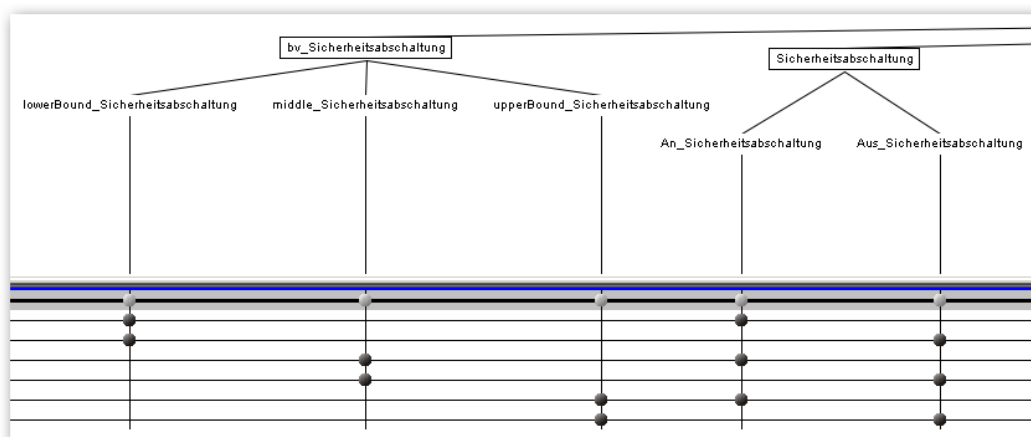 bv_Sicherheitsabschaltung
Sicherheitsabschaltung
lowerBound_Sicherheitsabschaltung
middle_Sicherheitsabschaltung
upperBound_Sicherheitsabschaltung
An_Sicherheitsabschaltung
Aus_Sicherheitsabschaltung